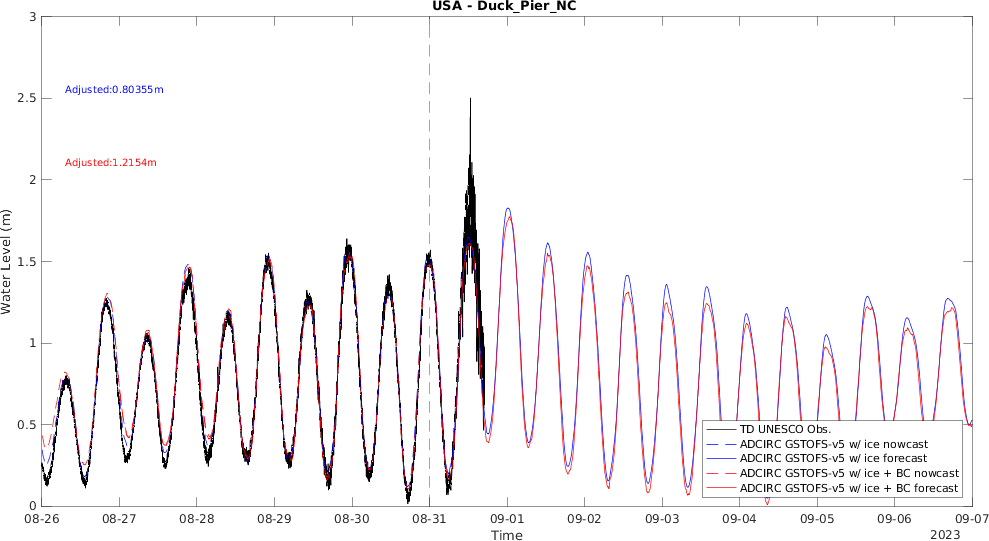 USA - Duck_Pier_NC
3
2.5
2
1.5
1
0.5
0
Water Level (m)
Adjusted:0.80355m
Adjusted:1.2154m
TD UNESCO Obs.
ADCIRC GSTOFS-v5 w/ ice nowcast
ADCIRC GSTOFS-v5 w/ ice forecast
ADCIRC GSTOFS-v5 w/ ice + BC nowcast
ADCIRC GSTOFS-v5 w/ ice + BC forecast
08-26 08-27 08-28 08-29 08-30 08-31 09-01 09-02 09-03 09-04 09-05 09-06 09-07
Time
2023